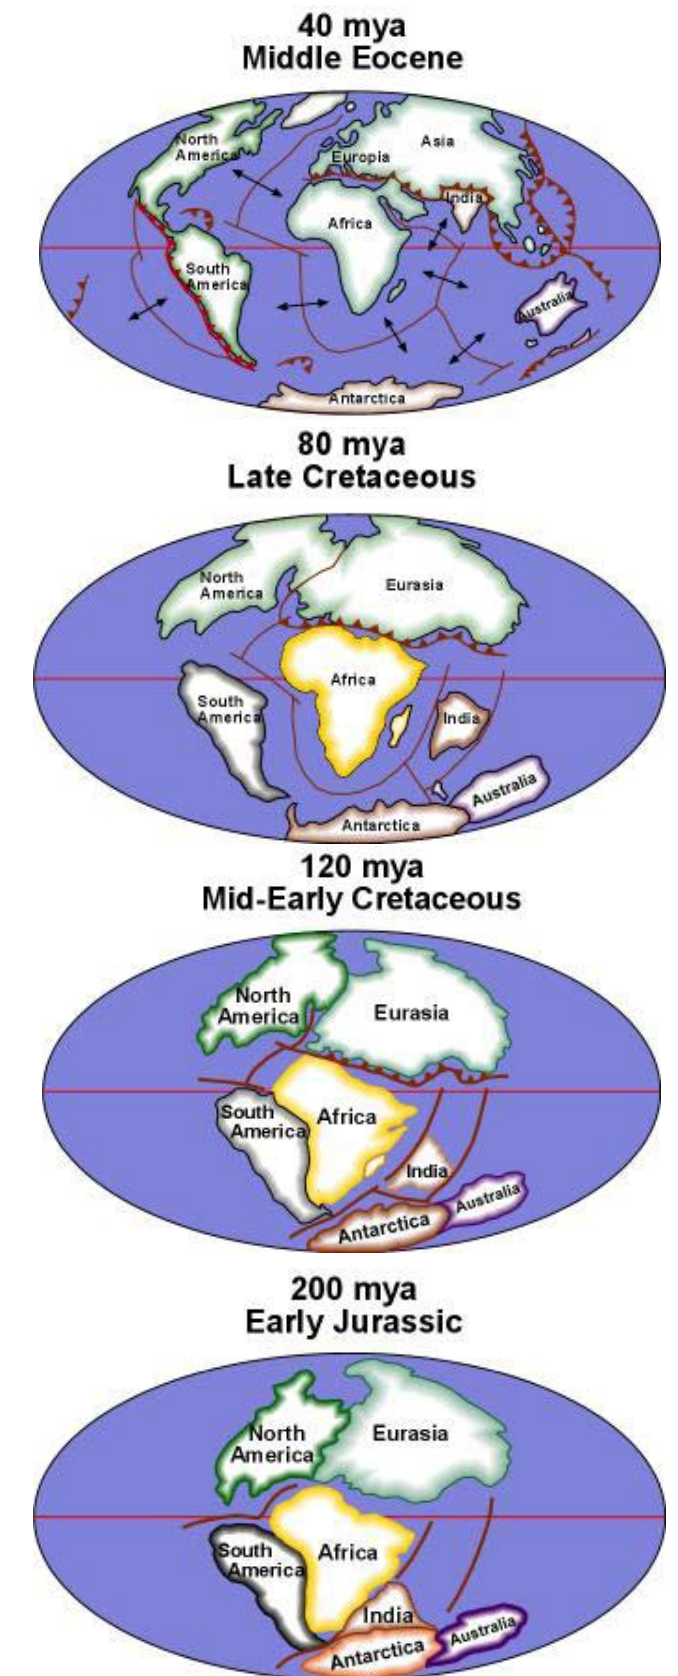 40 mya
Middle Eocene
North
America
Europia
Asia
India
Africa
South
America
Australia
Antarctica
80 mya
Late Cretaceous
North
America
Eurasia
Africa
South
America
India
Australia
Antarctica
120 mya
Mid-Early Cretaceous
North
America
Eurasia
South
America
Africa
India
Australia
Antarctica
200 mya
Early Jurassic
North
America
Eurasia
South
America
Africa
India
Australia
Antarctica